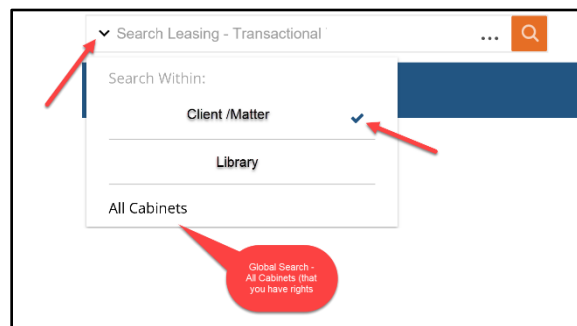 Search Leasing - Transactional ...
Search Within:
Client /Matter
Library
All Cabinets
Global Search -
All Cabinets (that
you have rights